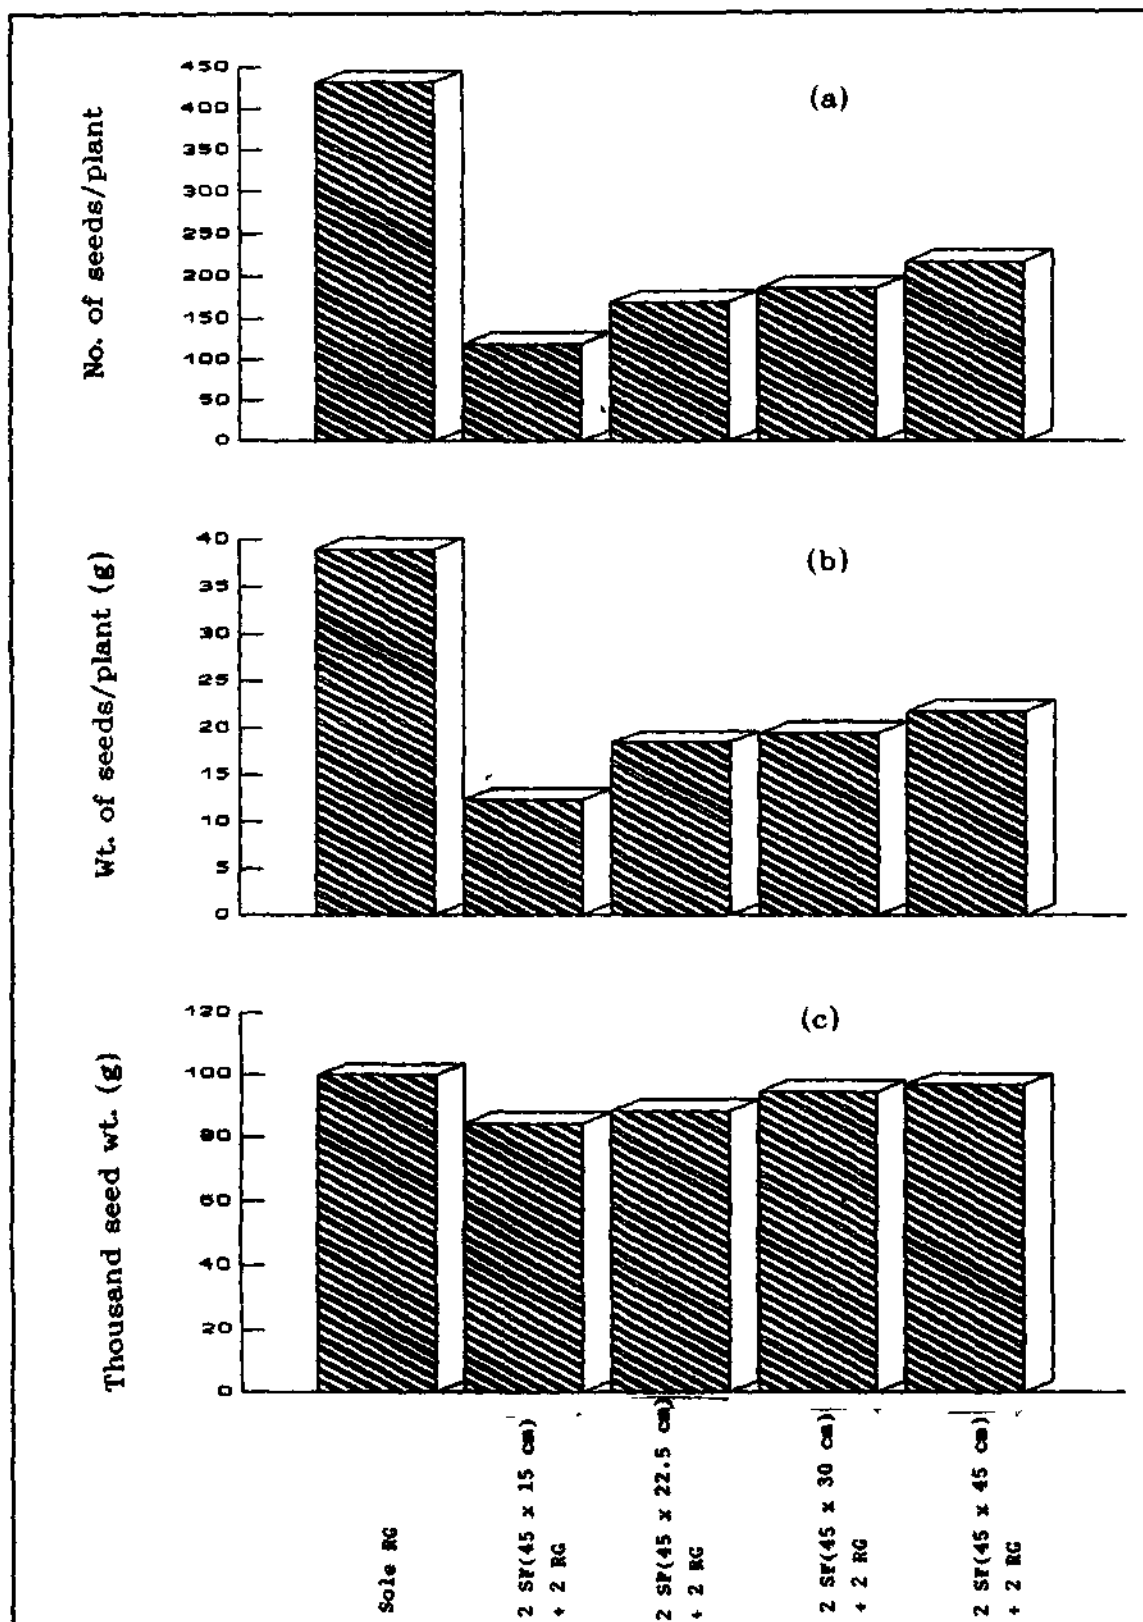 (a)
No. of seeds/plant
450
400
350
300
250
200
150
100
50
0
(b)
Wt. of seeds/plant (g)
40
35
30
25
20
15
10
5
0
(c)
Thousand seed wt. (g)
120
100
80
60
40
20
0
Sole RG
2 SF(45 x 15 cm)
+ 2 RG
2 SF(45 x 22.5 cm)
+ 2 RG
2 SF(45 x 30 cm)
+ 2 RG
2 SF(45 x 45 cm)
+ 2 RG